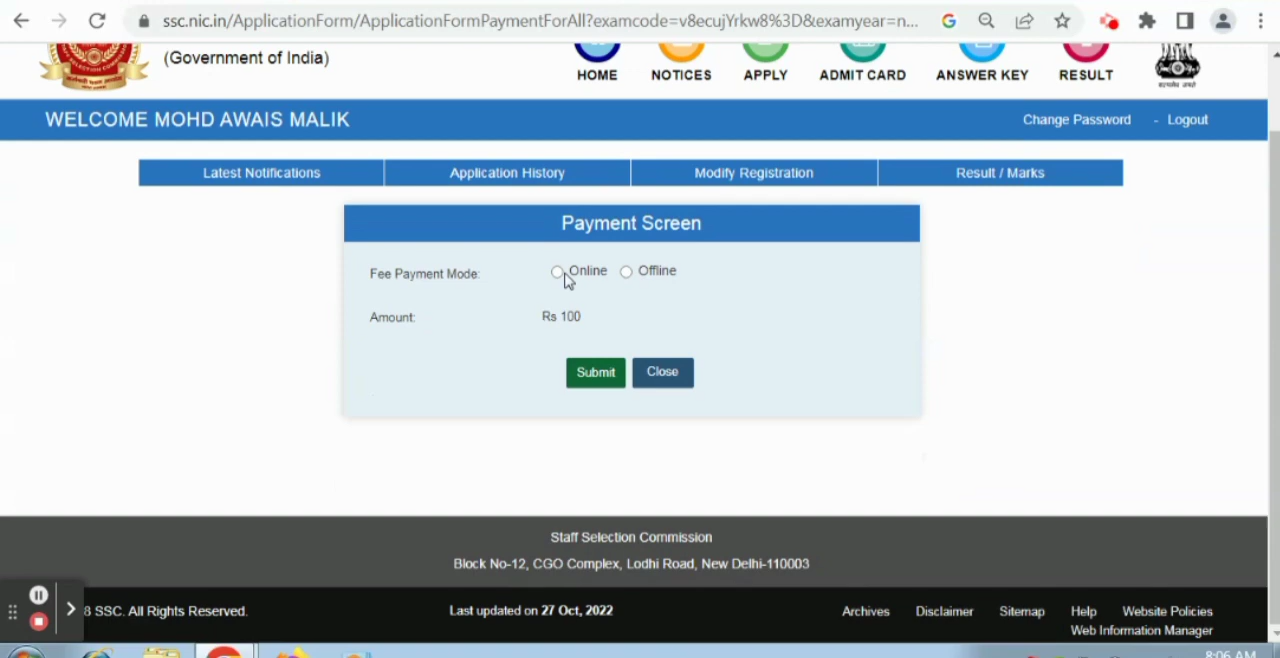 ssc.nic.in/ApplicationForm/ApplicationFormPaymentForAll?examcode=v8ecujYrkw8%3D&examyear=n...
(Government of India)
HOME NOTICES APPLY ADMIT CARD ANSWER KEY RESULT
WELCOME MOHD AWAIS MALIK
Change Password - Logout
Latest Notifications Application History Modify Registration Result / Marks
Payment Screen
Fee Payment Mode: Online Offline
Amount: Rs 100
Submit Close
Staff Selection Commission
Block No-12, CGO Complex, Lodhi Road, New Delhi-110003
8 SSC. All Rights Reserved. Last updated on 27 Oct, 2022 Archives Disclaimer Sitemap Help Website Policies
Web Information Manager
8:06 AM